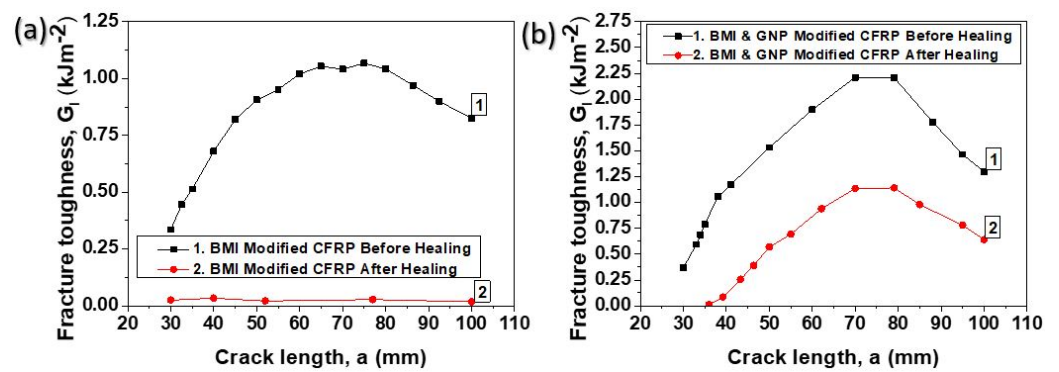 (a)
Fracture toughness, G_I (kJm⁻²)
1.25
1.00
0.75
0.50
0.25
0.00
1
1. BMI Modified CFRP Before Healing
2. BMI Modified CFRP After Healing
2
20 30 40 50 60 70 80 90 100 110
Crack length, a (mm)
(b)
Fracture toughness, G_I (kJm⁻²)
2.75
2.50
2.25
2.00
1.75
1.50
1.25
1.00
0.75
0.50
0.25
0.00
1. BMI & GNP Modified CFRP Before Healing
2. BMI & GNP Modified CFRP After Healing
1
2
20 30 40 50 60 70 80 90 100 110
Crack length, a (mm)